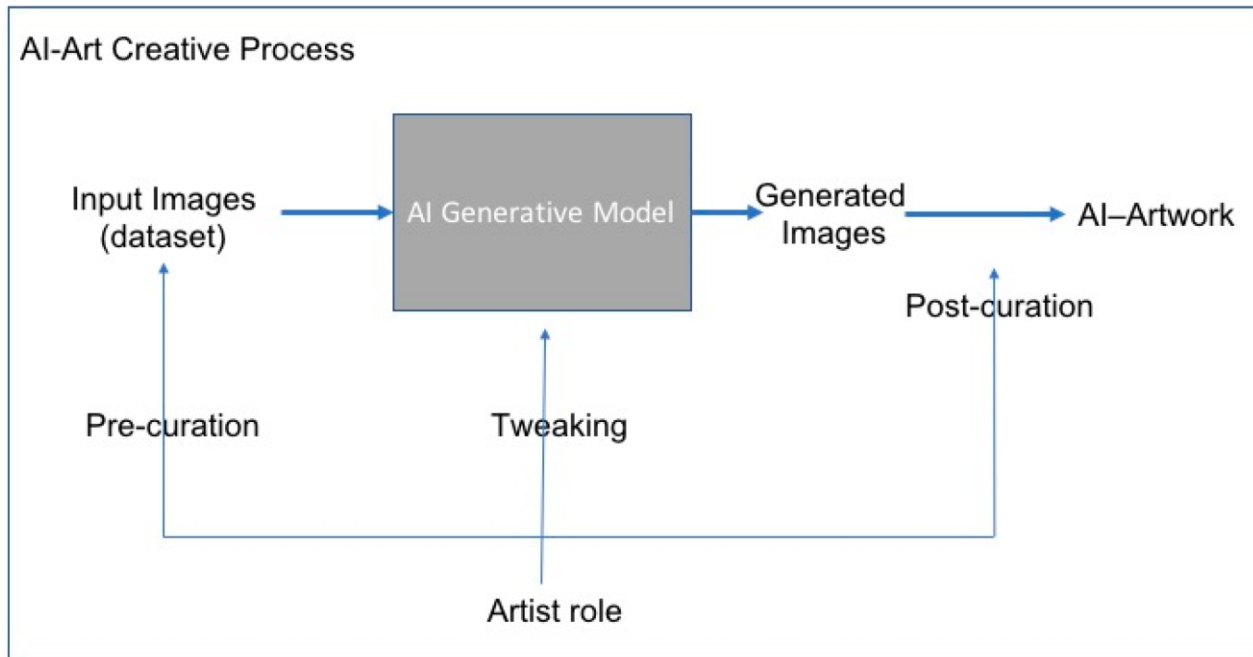 AI-Art Creative Process
Input Images
(dataset)
AI Generative Model
Generated
Images
AI–Artwork
Post-curation
Pre-curation
Tweaking
Artist role